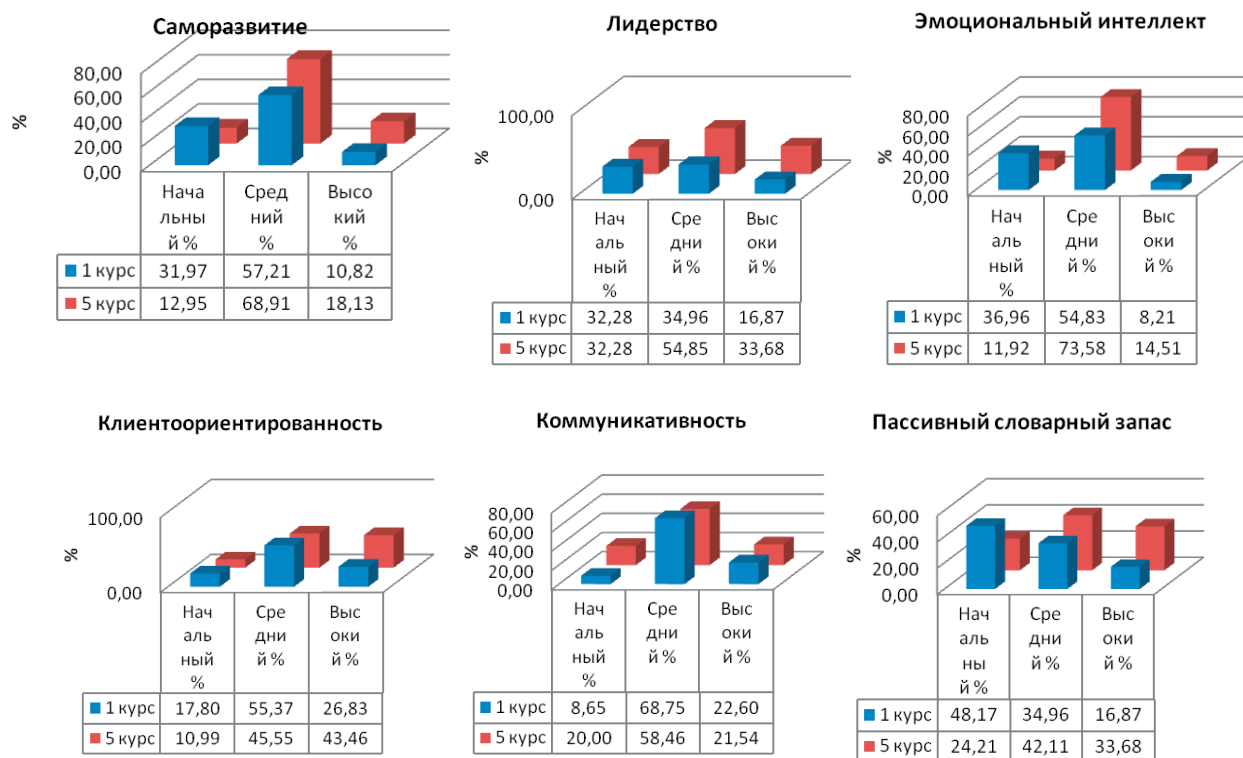 Саморазвитие
%
80,00
60,00
40,00
20,00
0,00
Нача
льны
й %
Сред
ний
%
Высо
кий
%
1 курс 31,97 57,21 10,82
5 курс 12,95 68,91 18,13
Лидерство
%
100,00
0,00
Нач
аль
ный
%
Сре
дни
й %
Выс
оки
й %
1 курс 32,28 34,96 16,87
5 курс 32,28 54,85 33,68
Эмоциональный интеллект
%
80,00
60,00
40,00
20,00
0,00
Нач
аль
ный
%
Сре
дни
й %
Выс
оки
й %
1 курс 36,96 54,83 8,21
5 курс 11,92 73,58 14,51
Клиентоориентированность
%
100,00
0,00
Нач
аль
ный
%
Сре
дни
й %
Выс
оки
й %
1 курс 17,80 55,37 26,83
5 курс 10,99 45,55 43,46
Коммуникативность
%
80,00
60,00
40,00
20,00
0,00
Нач
аль
ный
%
Сре
дни
й %
Выс
оки
й %
1 курс 8,65 68,75 22,60
5 курс 20,00 58,46 21,54
Пассивный словарный запас
%
60,00
40,00
20,00
0,00
Нач
аль
ны
й %
Сре
дни
й %
Выс
оки
й %
1 курс 48,17 34,96 16,87
5 курс 24,21 42,11 33,68